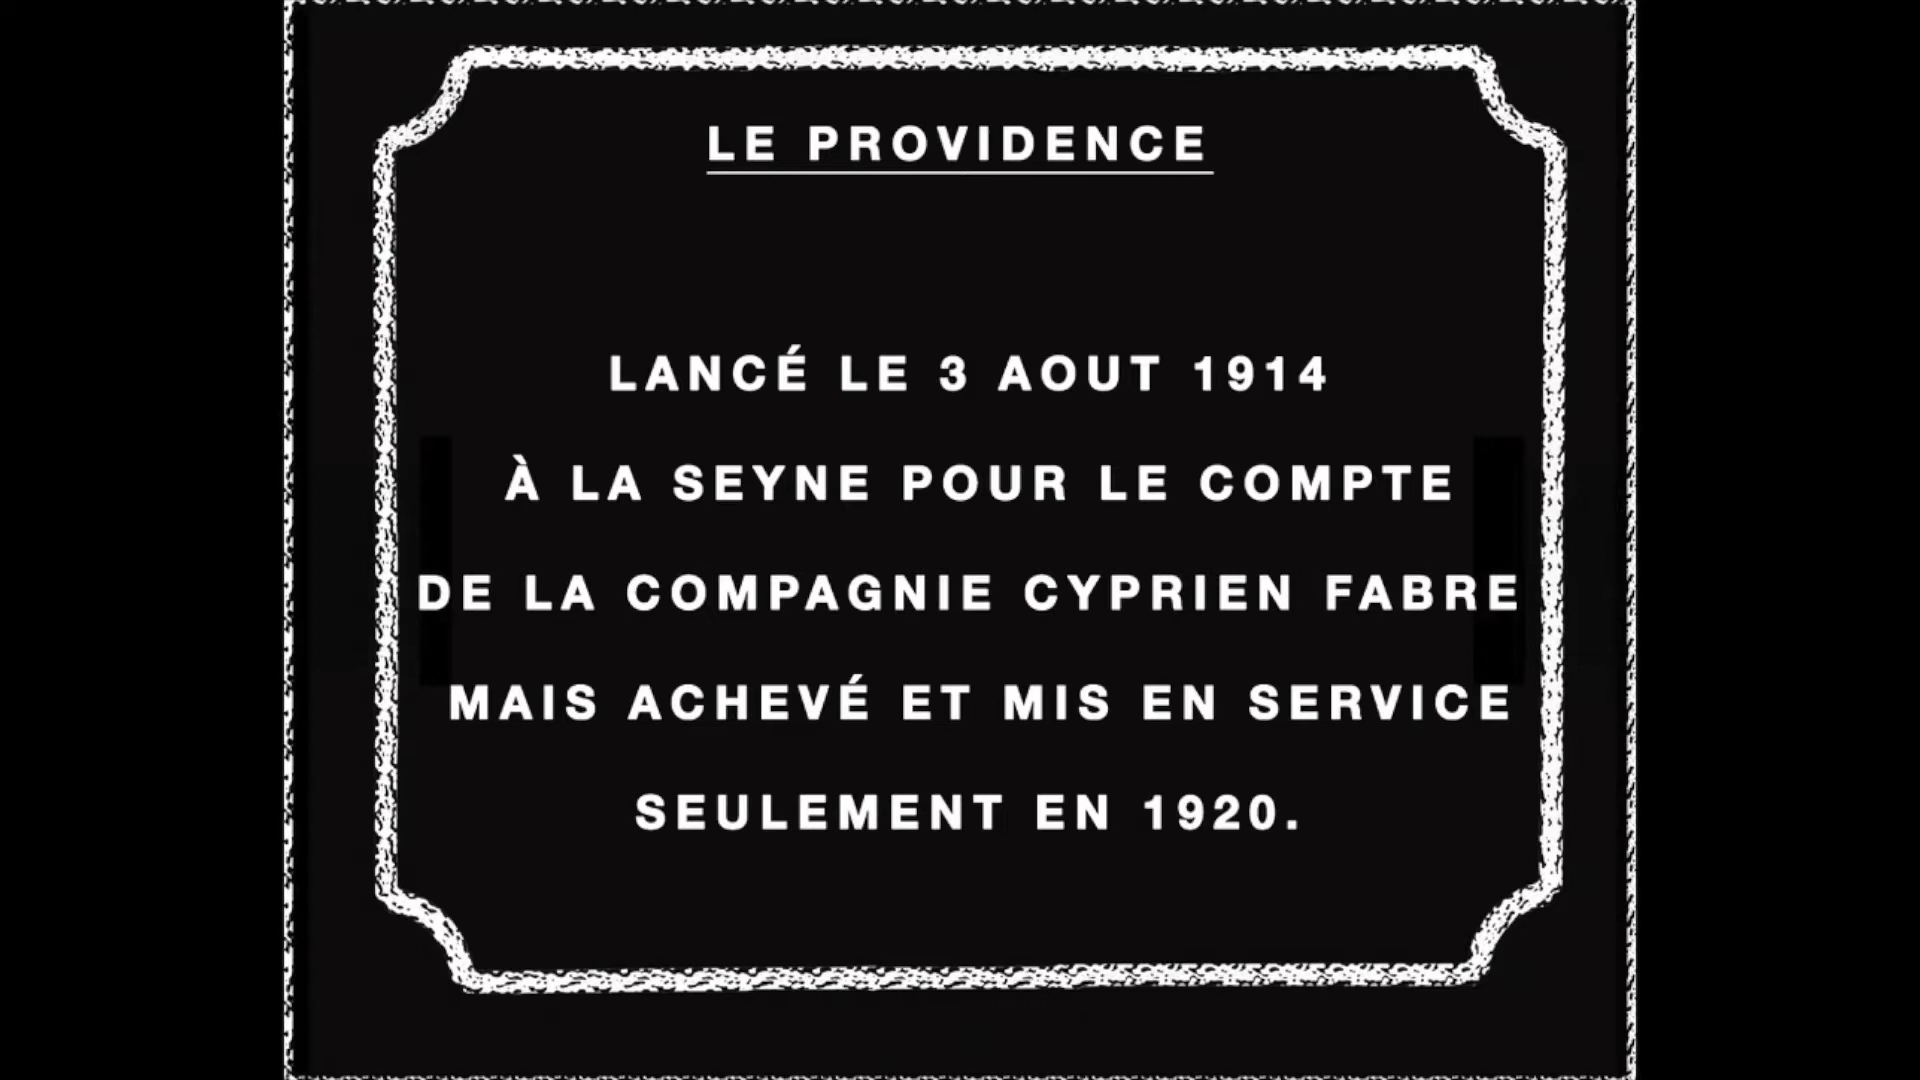 LE PROVIDENCE
LANCÉ LE 3 AOUT 1914
À LA SEYNE POUR LE COMPTE
DE LA COMPAGNIE CYPRIEN FABRE
MAIS ACHEVÉ ET MIS EN SERVICE
SEULEMENT EN 1920.